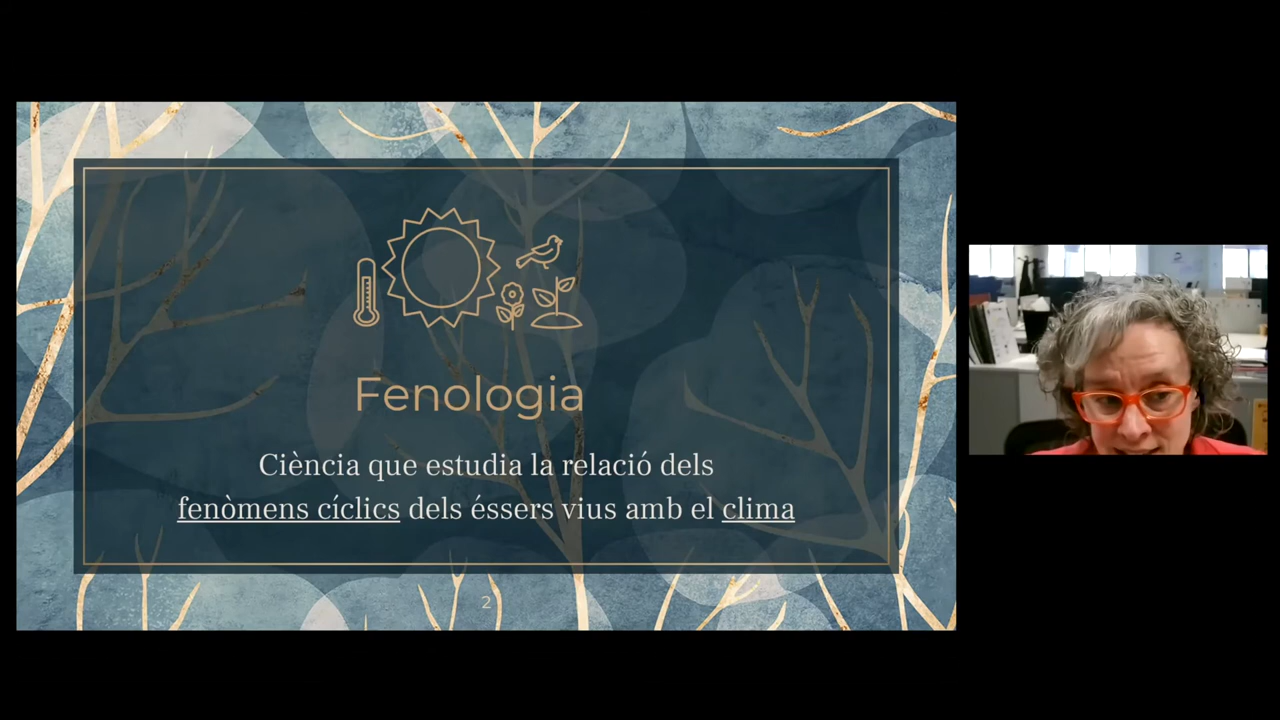 Fenologia
Ciència que estudia la relació dels
fenòmens cíclics dels éssers vius amb el clima
2